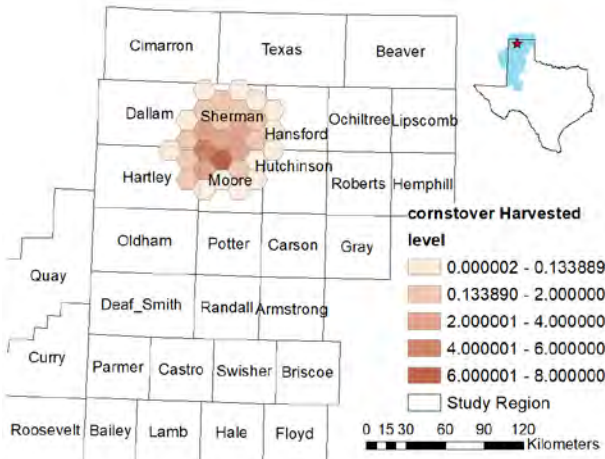 Cimarron Texas Beaver
Dallam Sherman Ochiltree Lipscomb
Hansford
Hutchinson
Hartley Moore Roberts Hemphill
cornstover Harvested
level
Oldham Potter Carson Gray
0.000002 - 0.133889
Quay
0.133890 - 2.000000
Deaf_Smith Randall Armstrong
2.000001 - 4.000000
4.000001 - 6.000000
Curry Parmer Castro Swisher Briscoe
6.000001 - 8.000000
Study Region
Roosevelt Bailey Lamb Hale Floyd
0 15 30 60 90 120
Kilometers